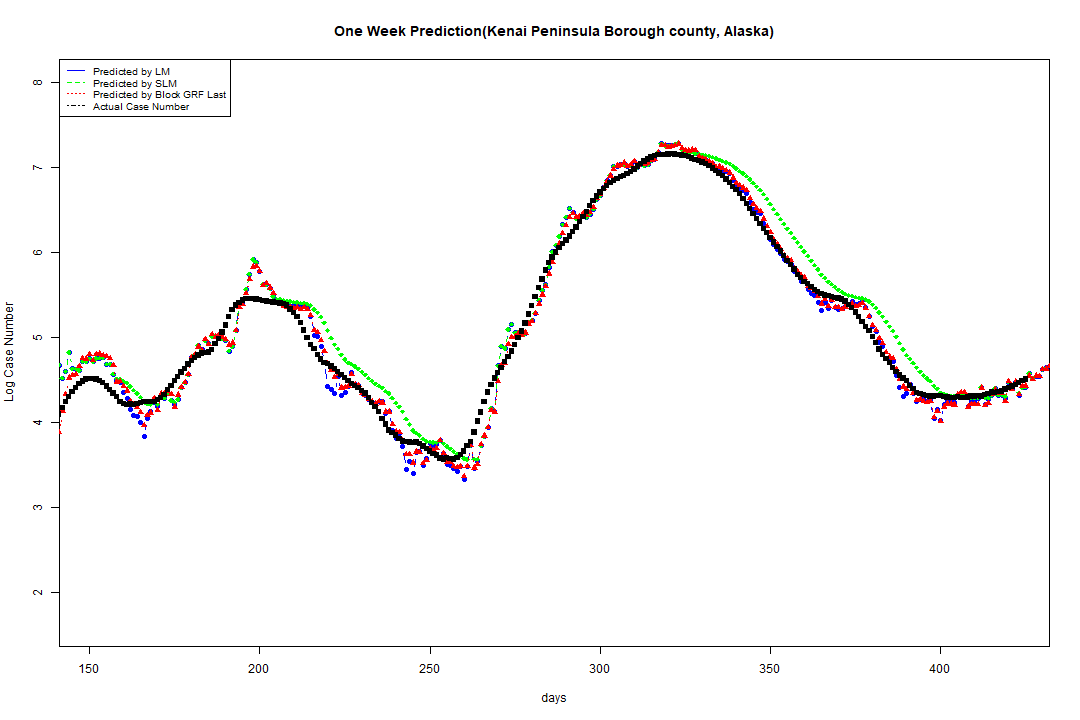 One Week Prediction(Kenai Peninsula Borough county, Alaska)
Predicted by LM
Predicted by SLM
Predicted by Block GRF Last
Actual Case Number
8
7
6
5
4
3
2
Log Case Number
150 200 250 300 350 400
days